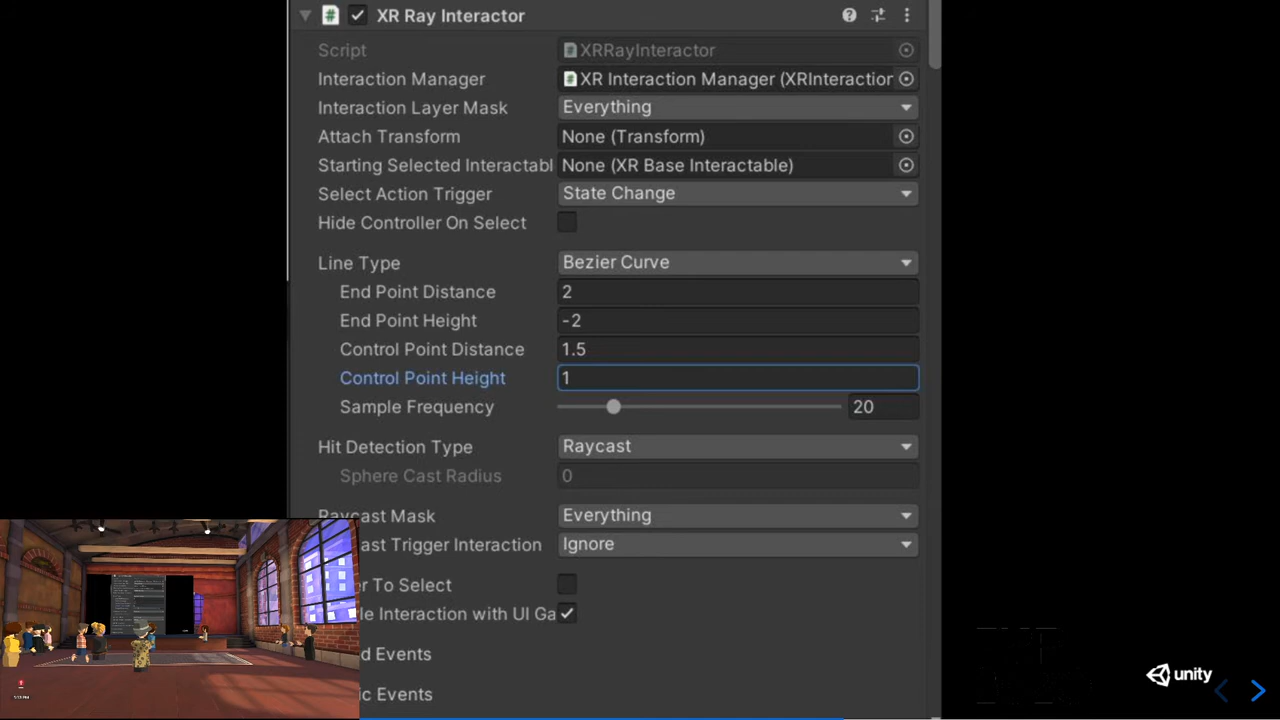 XR Ray Interactor
Script XRRayInteractor
Interaction Manager XR Interaction Manager (XRInteraction
Interaction Layer Mask Everything
Attach Transform None (Transform)
Starting Selected Interactabl None (XR Base Interactable)
Select Action Trigger State Change
Hide Controller On Select
Line Type Bezier Curve
End Point Distance 2
End Point Height -2
Control Point Distance 1.5
Control Point Height 1
Sample Frequency 20
Hit Detection Type Raycast
Sphere Cast Radius 0
Raycast Mask Everything
cast Trigger Interaction Ignore
er To Select
le Interaction with UI Ga
d Events
ic Events
unity